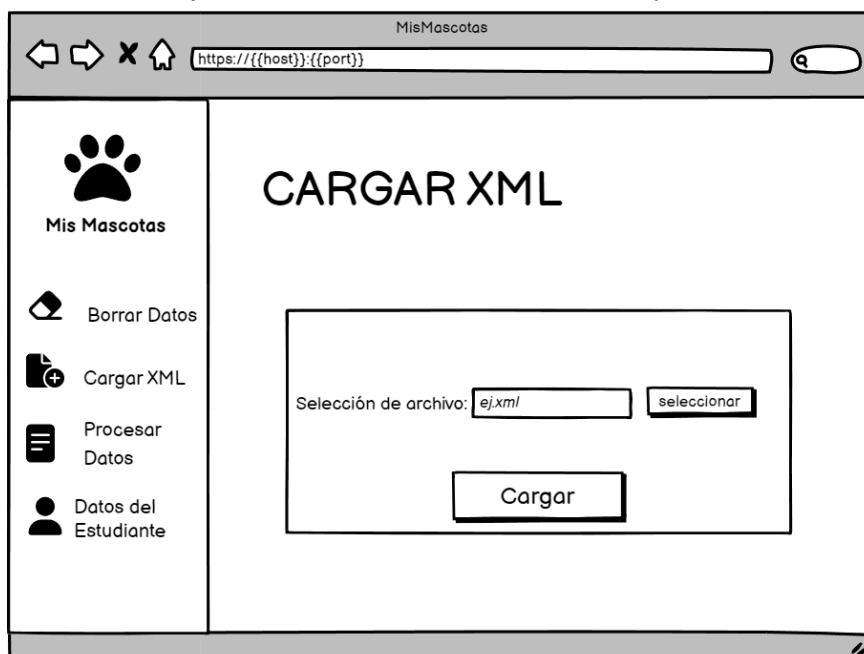 MisMascotas
https://{{host}}:{{port}}
Mis Mascotas
Borrar Datos
Cargar XML
Procesar
Datos
Datos del
Estudiante
CARGAR XML
Selección de archivo:
ej.xml
seleccionar
Cargar